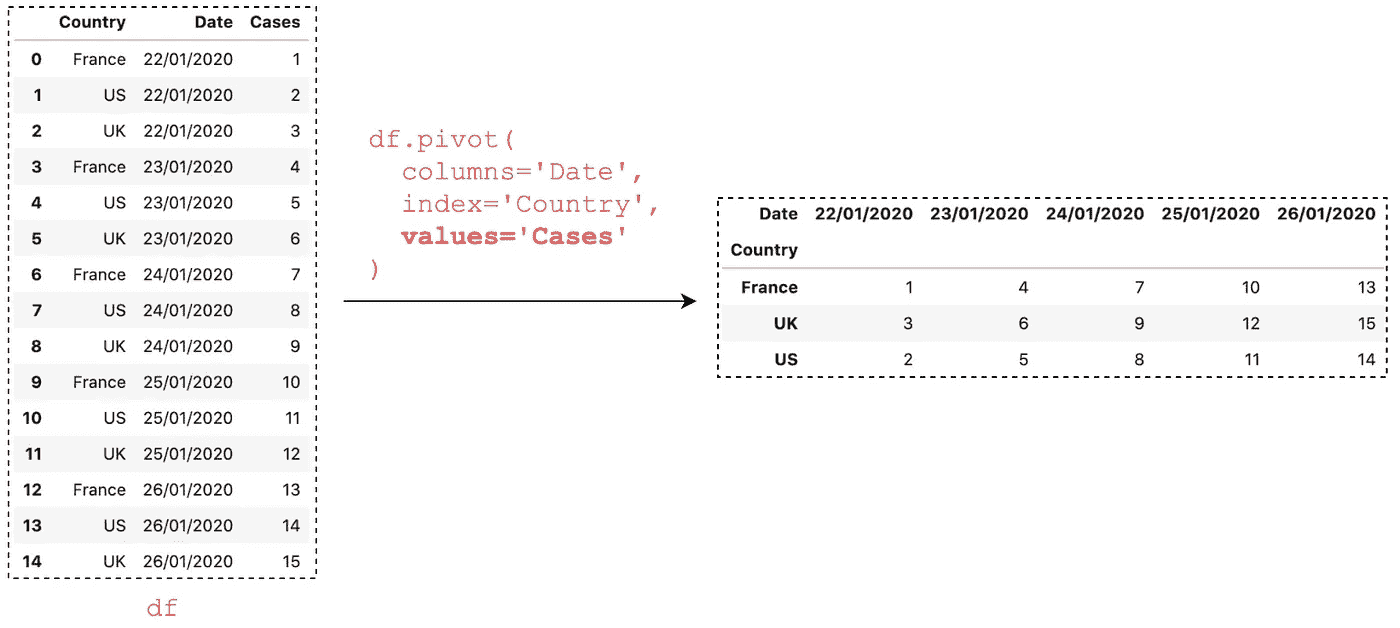 Country Date Cases
0 France 22/01/2020 1
1 US 22/01/2020 2
2 UK 22/01/2020 3
3 France 23/01/2020 4
4 US 23/01/2020 5
5 UK 23/01/2020 6
6 France 24/01/2020 7
7 US 24/01/2020 8
8 UK 24/01/2020 9
9 France 25/01/2020 10
10 US 25/01/2020 11
11 UK 25/01/2020 12
12 France 26/01/2020 13
13 US 26/01/2020 14
14 UK 26/01/2020 15
df
df.pivot(
columns='Date',
index='Country',
values='Cases'
)
Date 22/01/2020 23/01/2020 24/01/2020 25/01/2020 26/01/2020
Country
France 1 4 7 10 13
UK 3 6 9 12 15
US 2 5 8 11 14